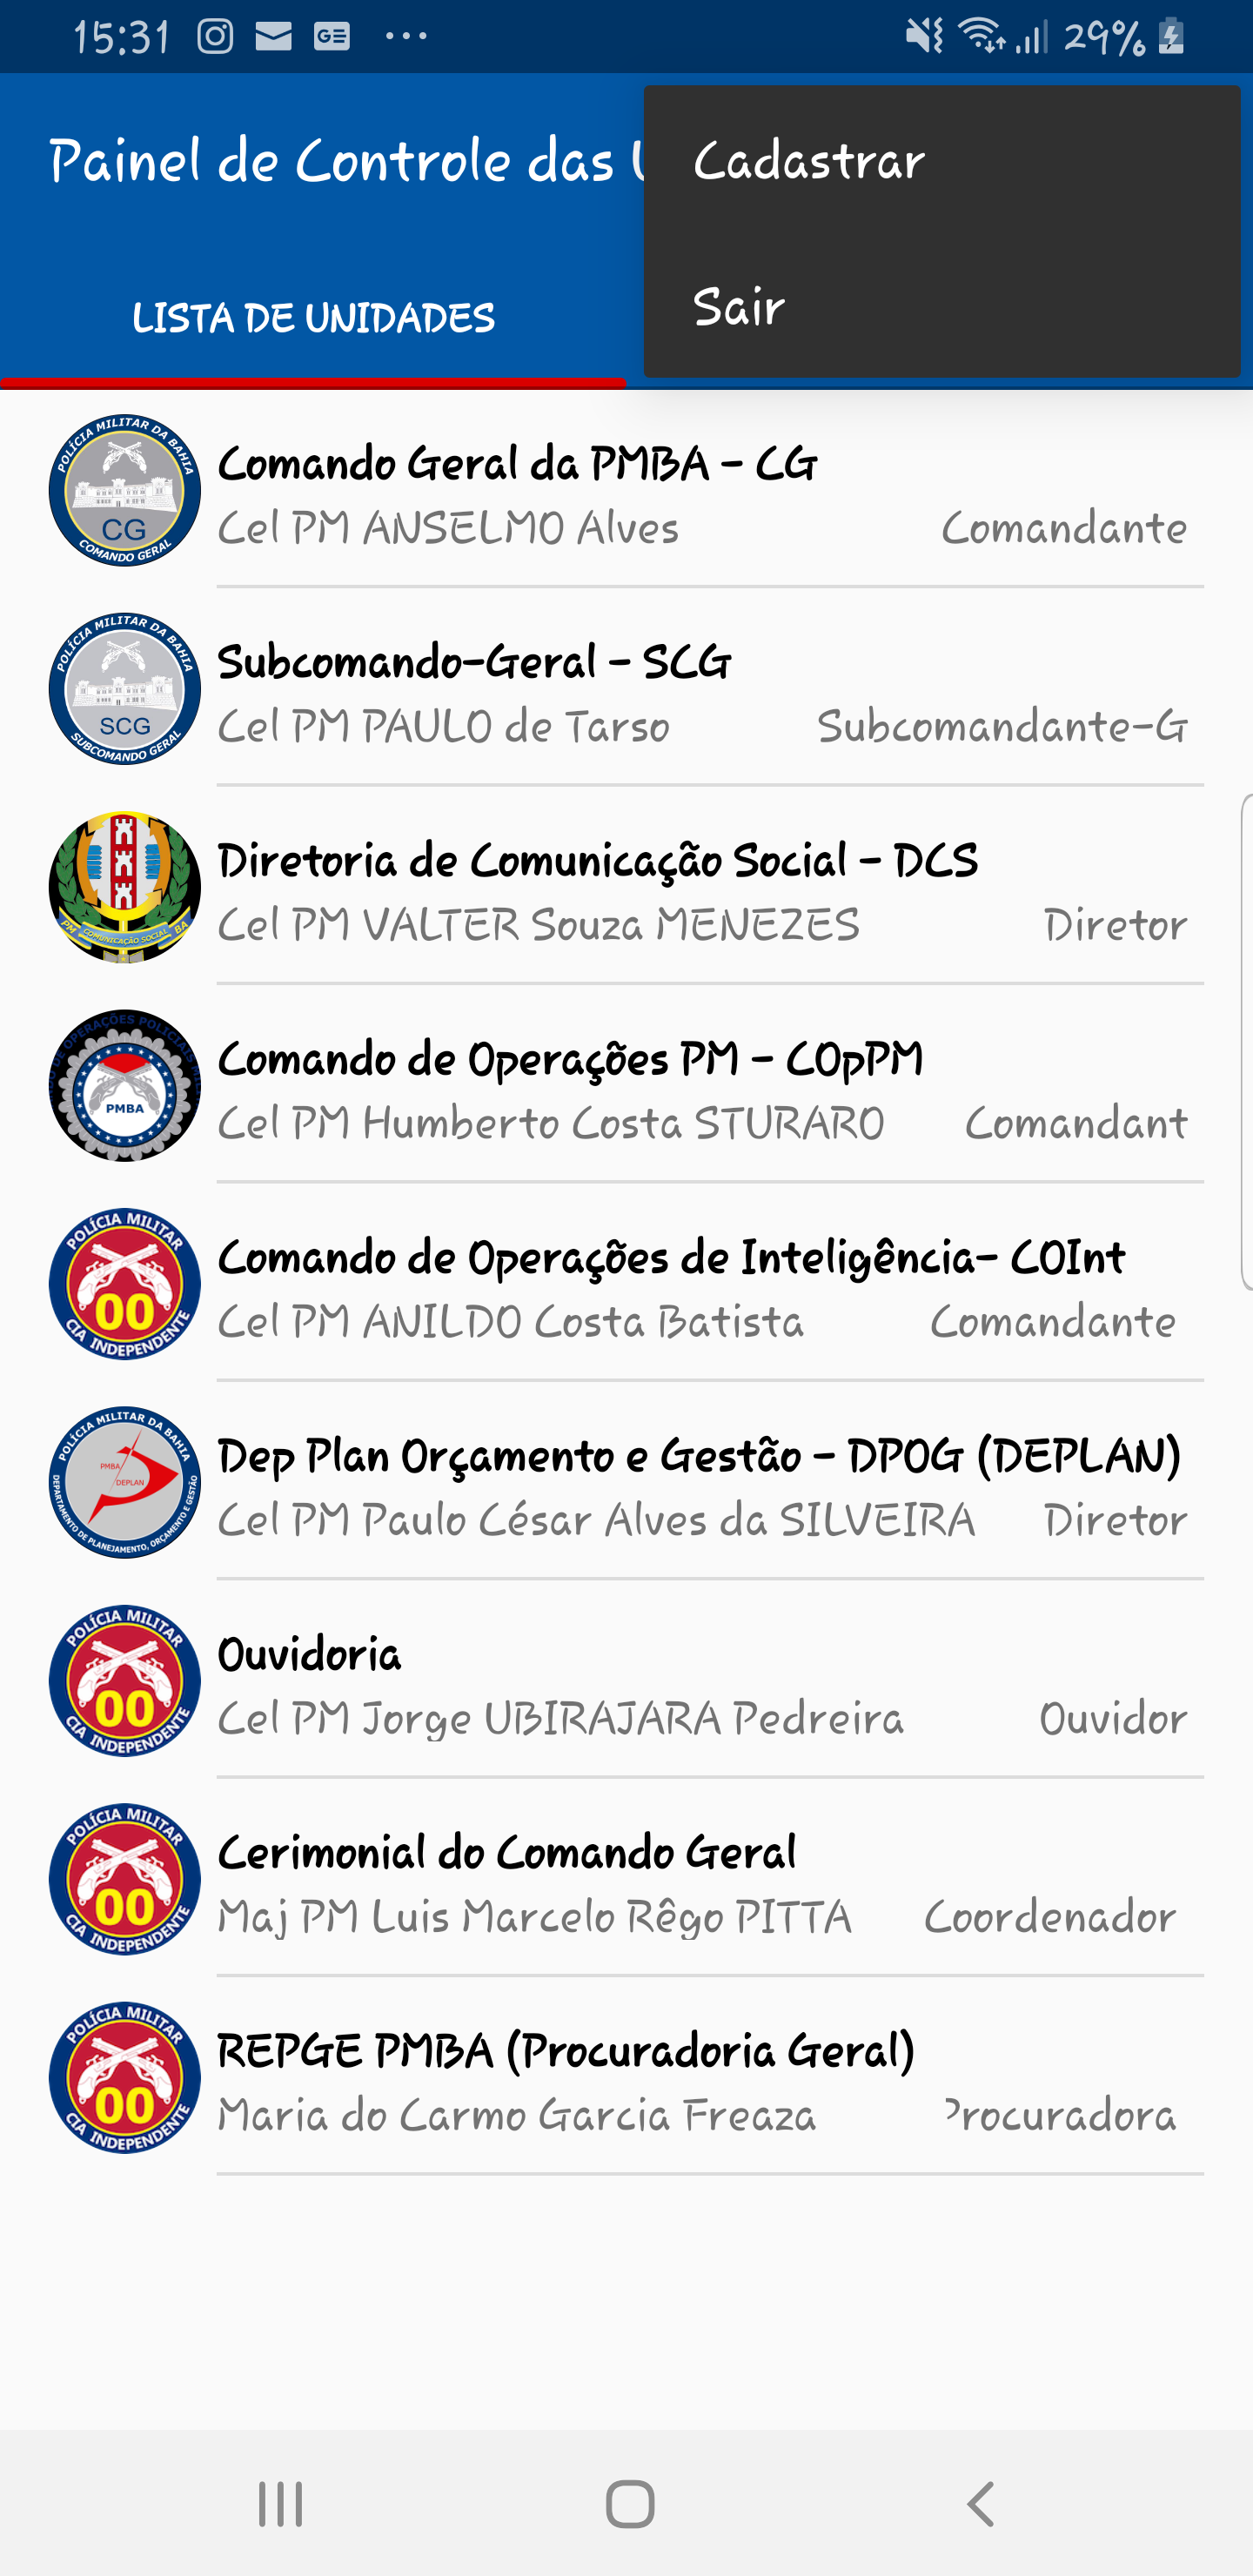 15:31
29%
Painel de Controle das
Cadastrar
Sair
LISTA DE UNIDADES
POLÍCIA MILITAR DA BAHIA
CG
COMANDO GERAL
Comando Geral da PMBA - CG
Cel PM ANSELMO Alves
Comandante
POLÍCIA MILITAR DA BAHIA
SCG
SUBCOMANDO GERAL
Subcomando-Geral - SCG
Cel PM PAULO de Tarso
Subcomandante-G
PM COMUNICAÇÃO SOCIAL BA
Diretoria de Comunicação Social - DCS
Cel PM VALTER Souza MENEZES
Diretor
DE OPERAÇÕES POLICIAIS
PMBA
Comando de Operações PM - COpPM
Cel PM Humberto Costa STURARO
Comandant
POLÍCIA MILITAR
00
CIA INDEPENDENTE
Comando de Operações de Inteligência- COInt
Cel PM ANILDO Costa Batista
Comandante
POLÍCIA MILITAR DA BAHIA
PMBA
DEPLAN
DEPARTAMENTO DE PLANEJAMENTO, ORÇAMENTO E GESTÃO
Dep Plan Orçamento e Gestão - DPOG (DEPLAN)
Cel PM Paulo César Alves da SILVEIRA
Diretor
POLÍCIA MILITAR
00
CIA INDEPENDENTE
Ouvidoria
Cel PM Jorge UBIRAJARA Pedreira
Ouvidor
POLÍCIA MILITAR
00
CIA INDEPENDENTE
Cerimonial do Comando Geral
Maj PM Luis Marcelo Rêgo PITTA
Coordenador
POLÍCIA MILITAR
00
CIA INDEPENDENTE
REPGE PMBA (Procuradoria Geral)
Maria do Carmo Garcia Freaza
Procuradora